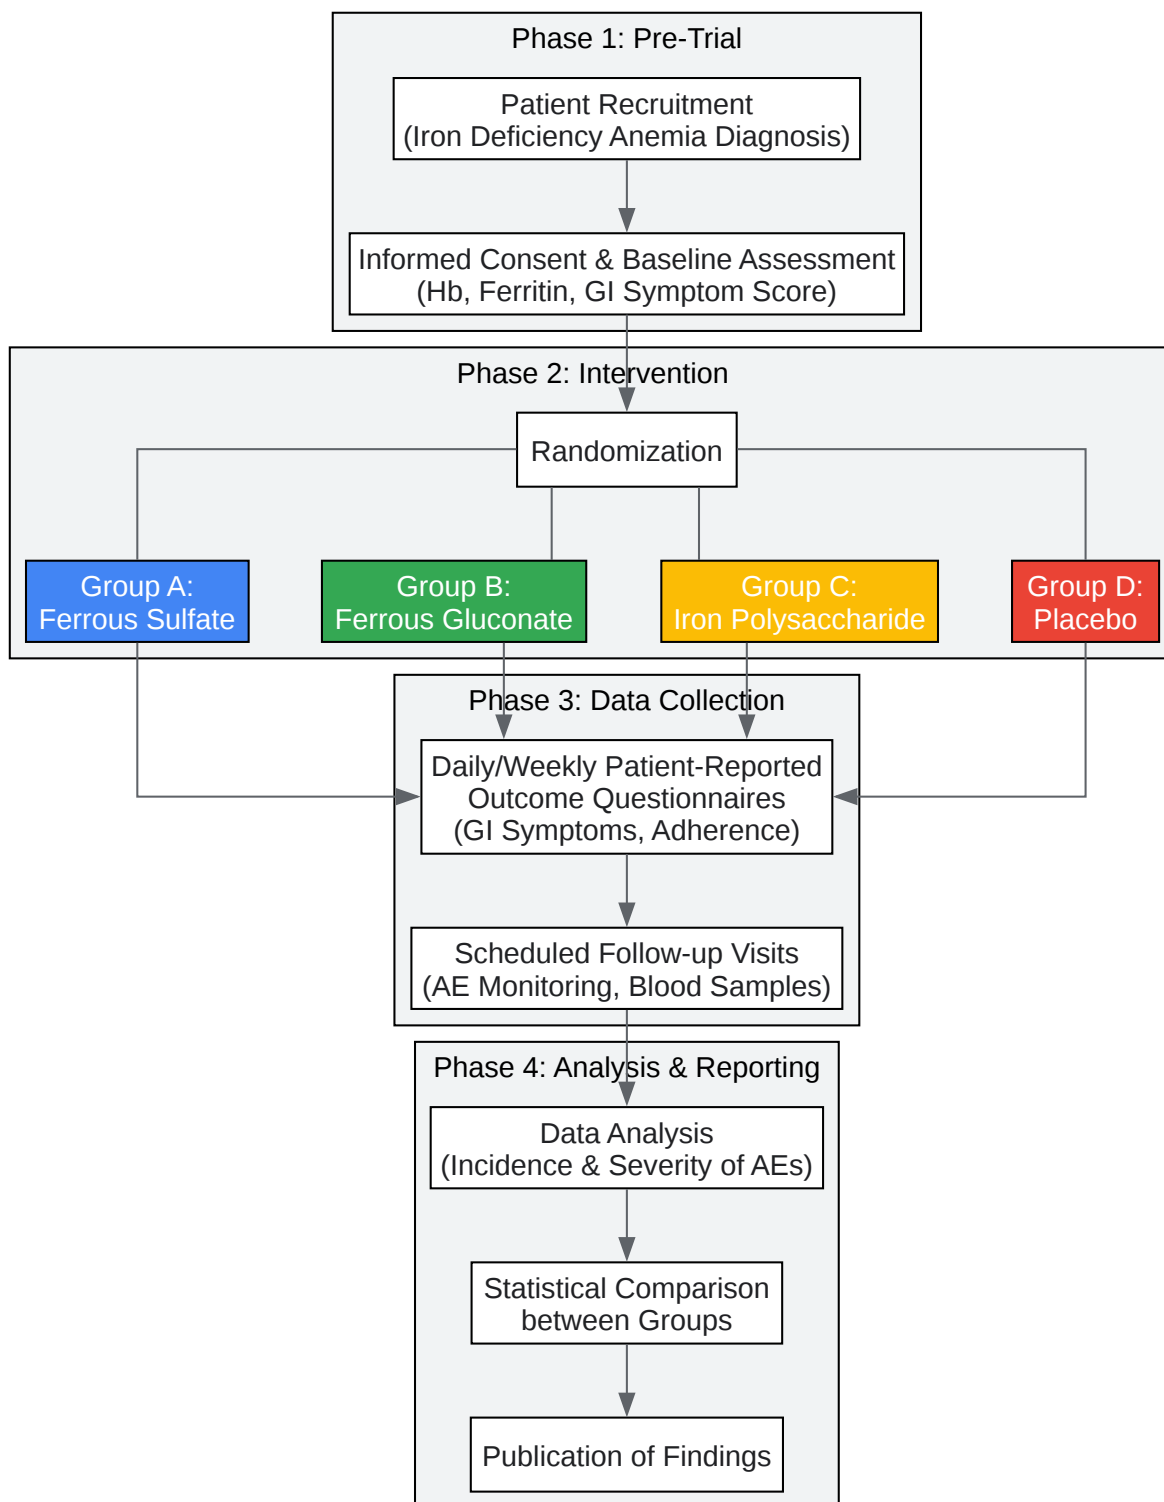 Phase 1: Pre-Trial
Patient Recruitment
(Iron Deficiency Anemia Diagnosis)
Informed Consent & Baseline Assessment
(Hb, Ferritin, GI Symptom Score)
Phase 2: Intervention
Randomization
Group A:
Ferrous Sulfate
Group B:
Ferrous Gluconate
Group C:
Iron Polysaccharide
Group D:
Placebo
Phase 3: Data Collection
Daily/Weekly Patient-Reported
Outcome Questionnaires
(GI Symptoms, Adherence)
Scheduled Follow-up Visits
(AE Monitoring, Blood Samples)
Phase 4: Analysis & Reporting
Data Analysis
(Incidence & Severity of AEs)
Statistical Comparison
between Groups
Publication of Findings